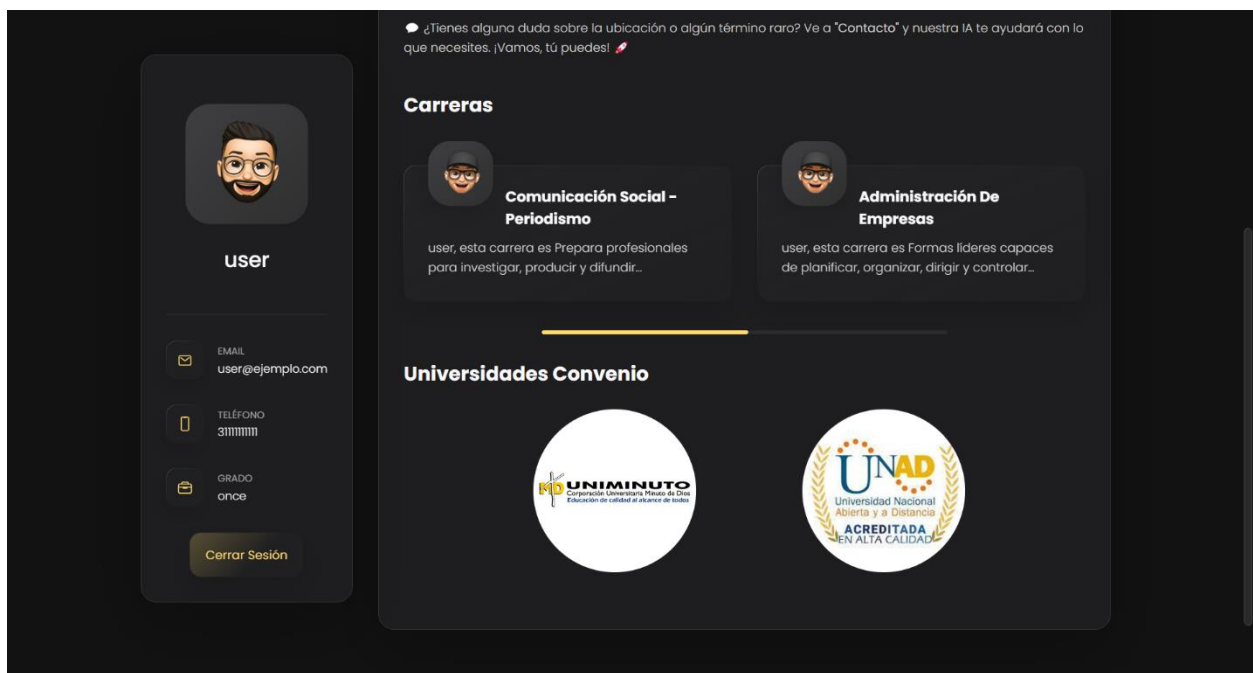 💬 ¿Tienes alguna duda sobre la ubicación o algún término raro? Ve a "Contacto" y nuestra IA te ayudará con lo
que necesites. ¡Vamos, tú puedes! 🚀
user
EMAIL
user@ejemplo.com
TELÉFONO
3111111111
GRADO
once
Cerrar Sesión
Carreras
Comunicación Social -
Periodismo
user, esta carrera es Prepara profesionales
para investigar, producir y difundir...
Administración De
Empresas
user, esta carrera es Formas líderes capaces
de planificar, organizar, dirigir y controlar...
Universidades Convenio
MD UNIMINUTO
Corporación Universitaria Minuto de Dios
Educación de calidad al alcance de todos
UNAD
Universidad Nacional
Abierta y a Distancia
ACREDITADA
EN ALTA CALIDAD